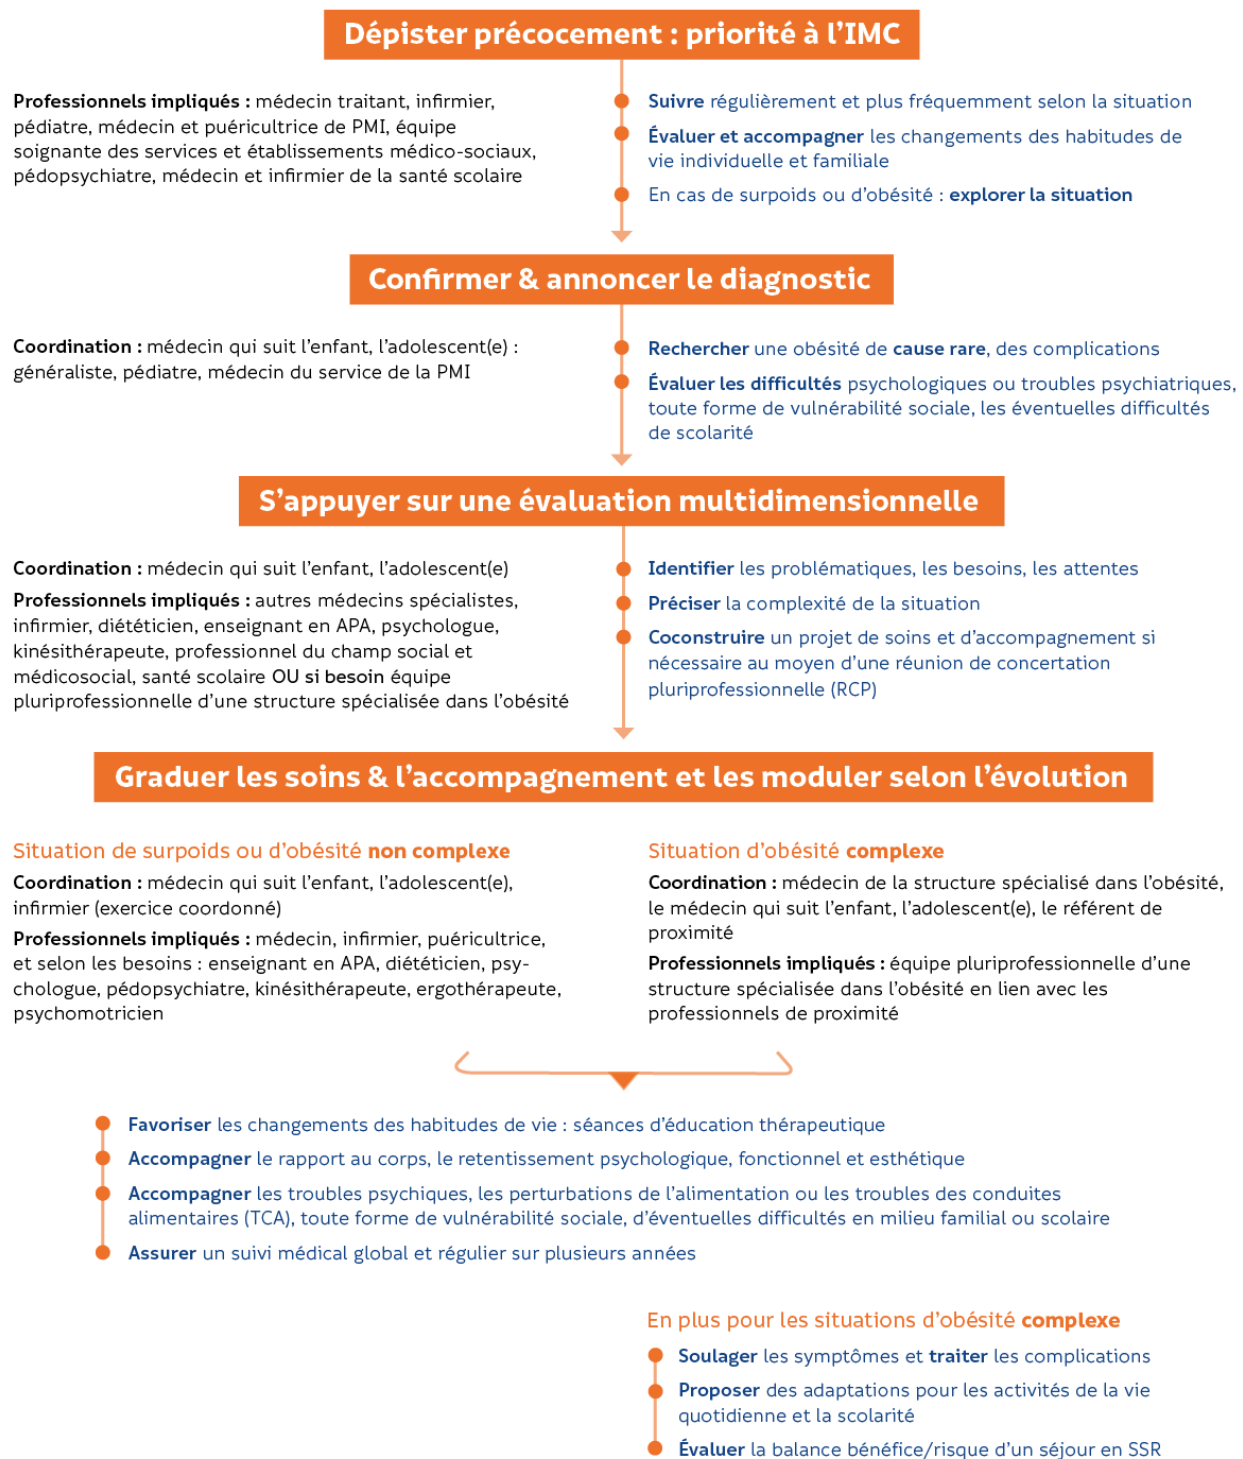 Dépister précocement : priorité à l'IMC
Professionnels impliqués : médecin traitant, infirmier,
pédiatre, médecin et puéricultrice de PMI, équipe
soignante des services et établissements médico-sociaux,
pédopsychiatre, médecin et infirmier de la santé scolaire
Suivre régulièrement et plus fréquemment selon la situation
Évaluer et accompagner les changements des habitudes de
vie individuelle et familiale
En cas de surpoids ou d'obésité : explorer la situation
Confirmer & annoncer le diagnostic
Coordination : médecin qui suit l'enfant, l'adolescent(e) :
généraliste, pédiatre, médecin du service de la PMI
Rechercher une obésité de cause rare, des complications
Évaluer les difficultés psychologiques ou troubles psychiatriques,
toute forme de vulnérabilité sociale, les éventuelles difficultés
de scolarité
S'appuyer sur une évaluation multidimensionnelle
Coordination : médecin qui suit l'enfant, l'adolescent(e)
Professionnels impliqués : autres médecins spécialistes,
infirmier, diététicien, enseignant en APA, psychologue,
kinésithérapeute, professionnel du champ social et
médicosocial, santé scolaire OU si besoin équipe
pluriprofessionnelle d'une structure spécialisée dans l'obésité
Identifier les problématiques, les besoins, les attentes
Préciser la complexité de la situation
Coconstruire un projet de soins et d'accompagnement si
nécessaire au moyen d'une réunion de concertation
pluriprofessionnelle (RCP)
Graduer les soins & l'accompagnement et les moduler selon l'évolution
Situation de surpoids ou d'obésité non complexe
Coordination : médecin qui suit l'enfant, l'adolescent(e),
infirmier (exercice coordonné)
Professionnels impliqués : médecin, infirmier, puéricultrice,
et selon les besoins : enseignant en APA, diététicien, psy-
chologue, pédopsychiatre, kinésithérapeute, ergothérapeute,
psychomotricien
Situation d'obésité complexe
Coordination : médecin de la structure spécialisé dans l'obésité,
le médecin qui suit l'enfant, l'adolescent(e), le référent de
proximité
Professionnels impliqués : équipe pluriprofessionnelle d'une
structure spécialisée dans l'obésité en lien avec les
professionnels de proximité
Favoriser les changements des habitudes de vie : séances d'éducation thérapeutique
Accompagner le rapport au corps, le retentissement psychologique, fonctionnel et esthétique
Accompagner les troubles psychiques, les perturbations de l'alimentation ou les troubles des conduites
alimentaires (TCA), toute forme de vulnérabilité sociale, d'éventuelles difficultés en milieu familial ou scolaire
Assurer un suivi médical global et régulier sur plusieurs années
En plus pour les situations d'obésité complexe
Soulager les symptômes et traiter les complications
Proposer des adaptations pour les activités de la vie
quotidienne et la scolarité
Évaluer la balance bénéfice/risque d'un séjour en SSR